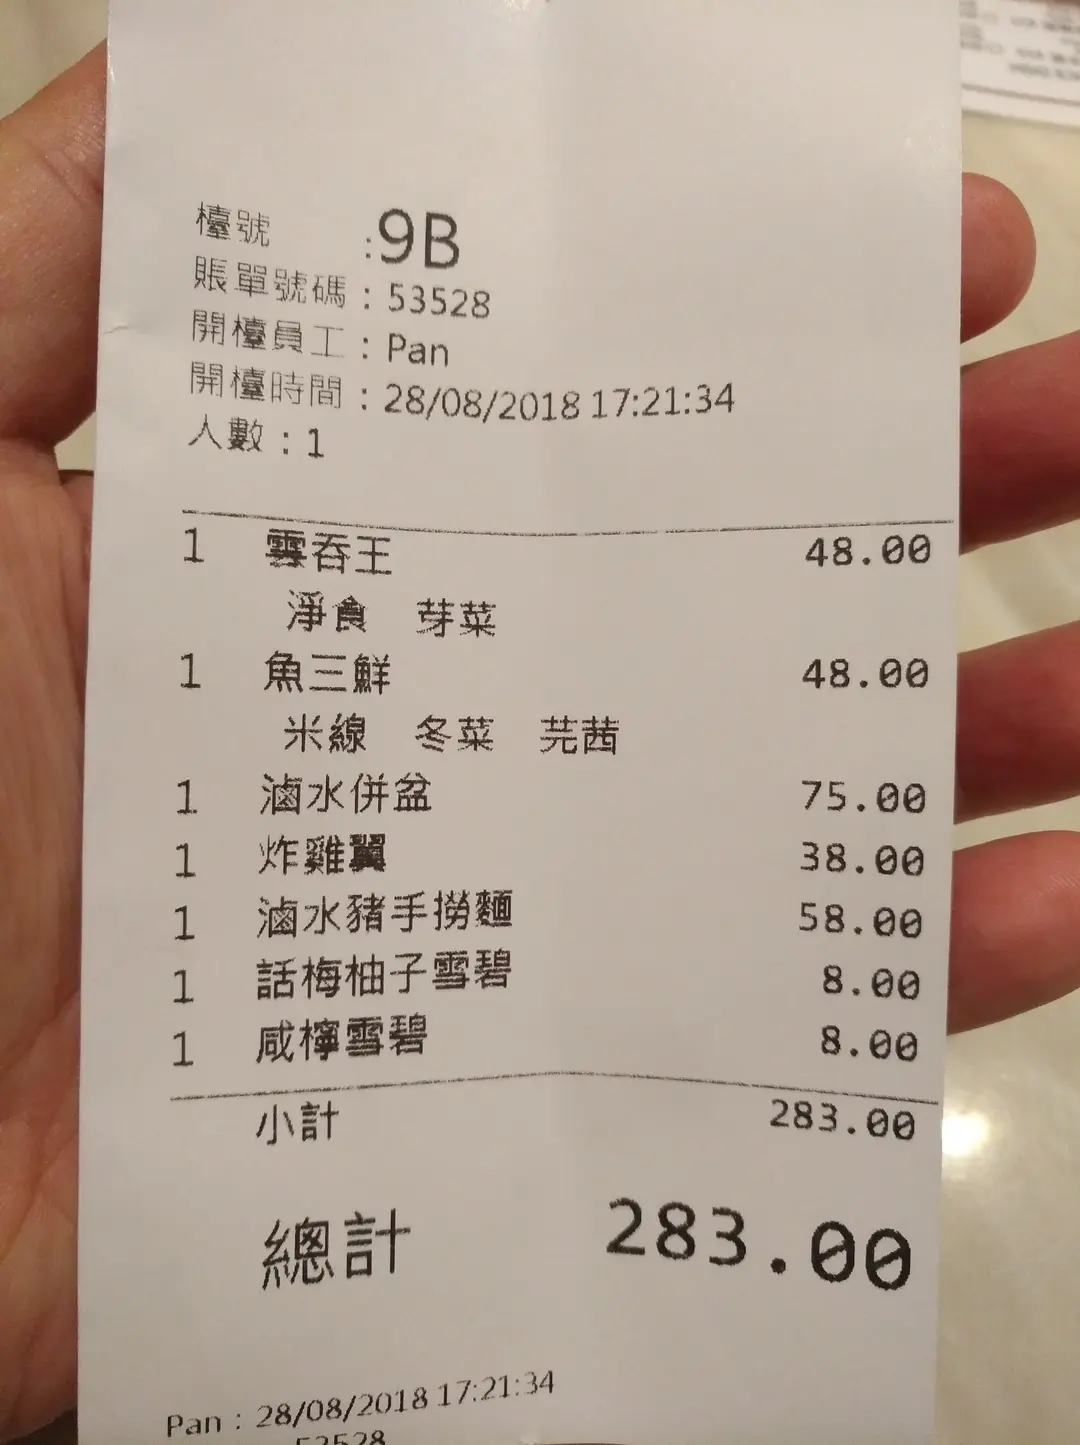 檯號 :9B
賬單號碼 : 53528
開檯員工 : Pan
開檯時間 : 28/08/2018 17:21:34
人數 : 1
1 雲吞王 48.00
淨食 芽菜
1 魚三鮮 48.00
米線 冬菜 芫茜
1 滷水併盆 75.00
1 炸雞翼 38.00
1 滷水豬手撈麵 58.00
1 話梅柚子雪碧 8.00
1 咸檸雪碧 8.00
小計 283.00
總計 283.00
Pan : 28/08/2018 17:21:34
53528